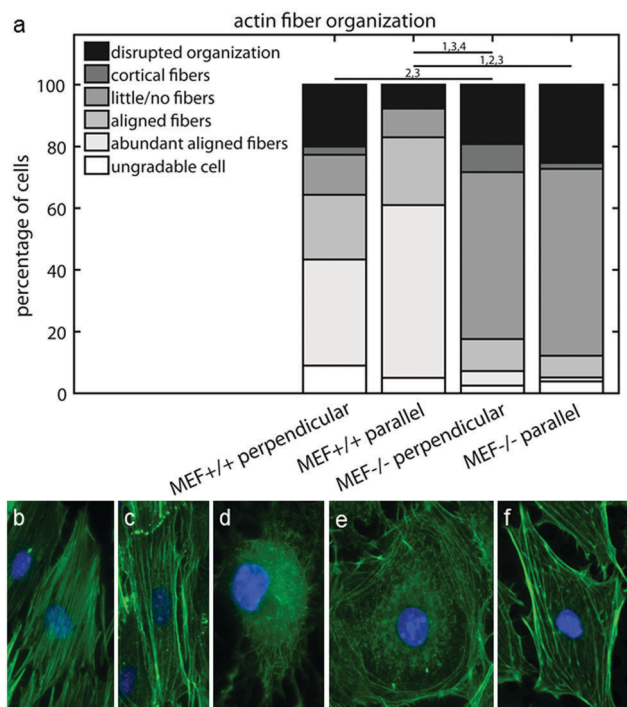 a
actin fiber organization
disrupted organization
cortical fibers
little/no fibers
aligned fibers
abundant aligned fibers
ungradable cell
1,3,4
1,2,3
2,3
100
80
60
40
20
0
percentage of cells
MEF+/+ perpendicular
MEF+/+ parallel
MEF-/- perpendicular
MEF-/- parallel
b
c
d
e
f